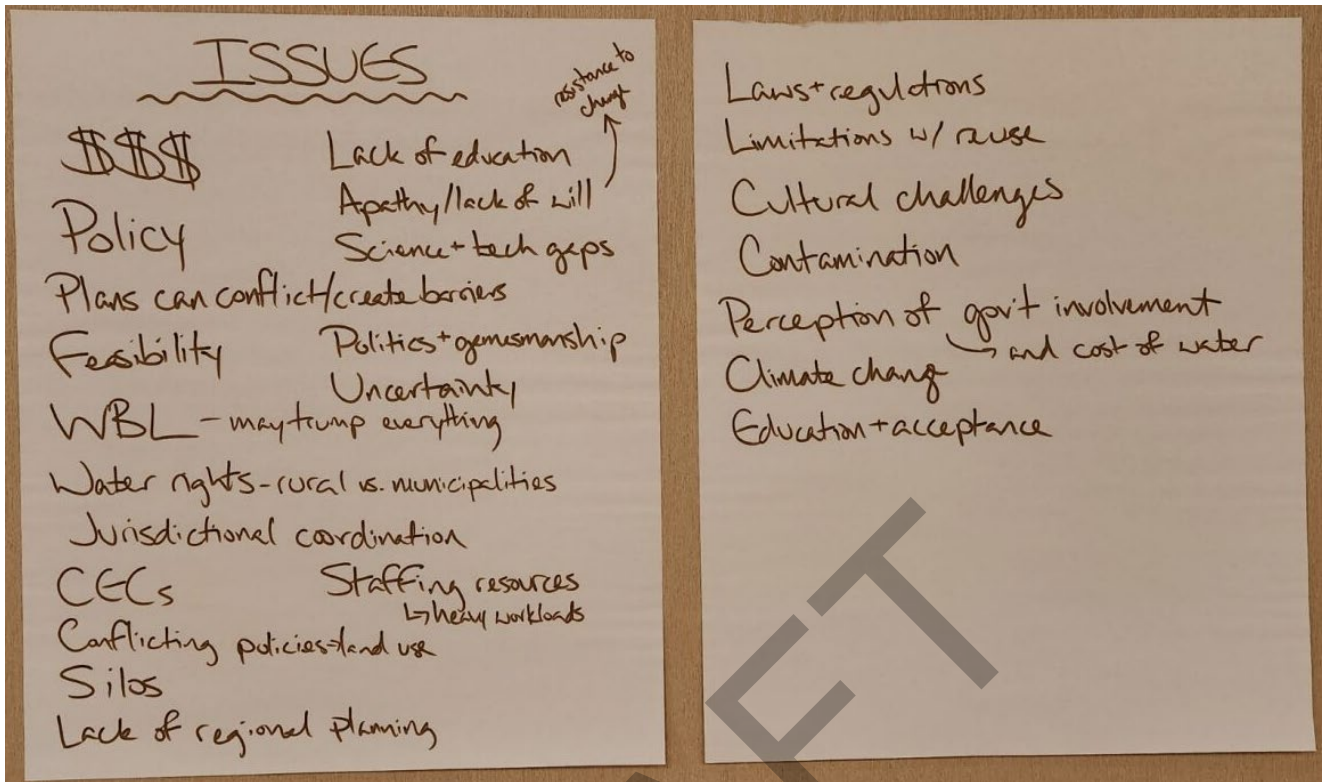 ISSUES
resistance to
change
$$$
Lack of education
Apathy/lack of will
Policy
Science + tech gaps
Plans can conflict/create barriers
Feasibility
Politics + gamesmanship
Uncertainty
WBL - may trump everything
Water rights - rural vs. municipalities
Jurisdictional coordination
CECs
Staffing resources
↳ heavy workloads
Conflicting policies → land use
Silos
Lack of regional planning
Laws + regulations
Limitations w/ reuse
Cultural challenges
Contamination
Perception of gov't involvement
↳ and cost of water
Climate change
Education + acceptance